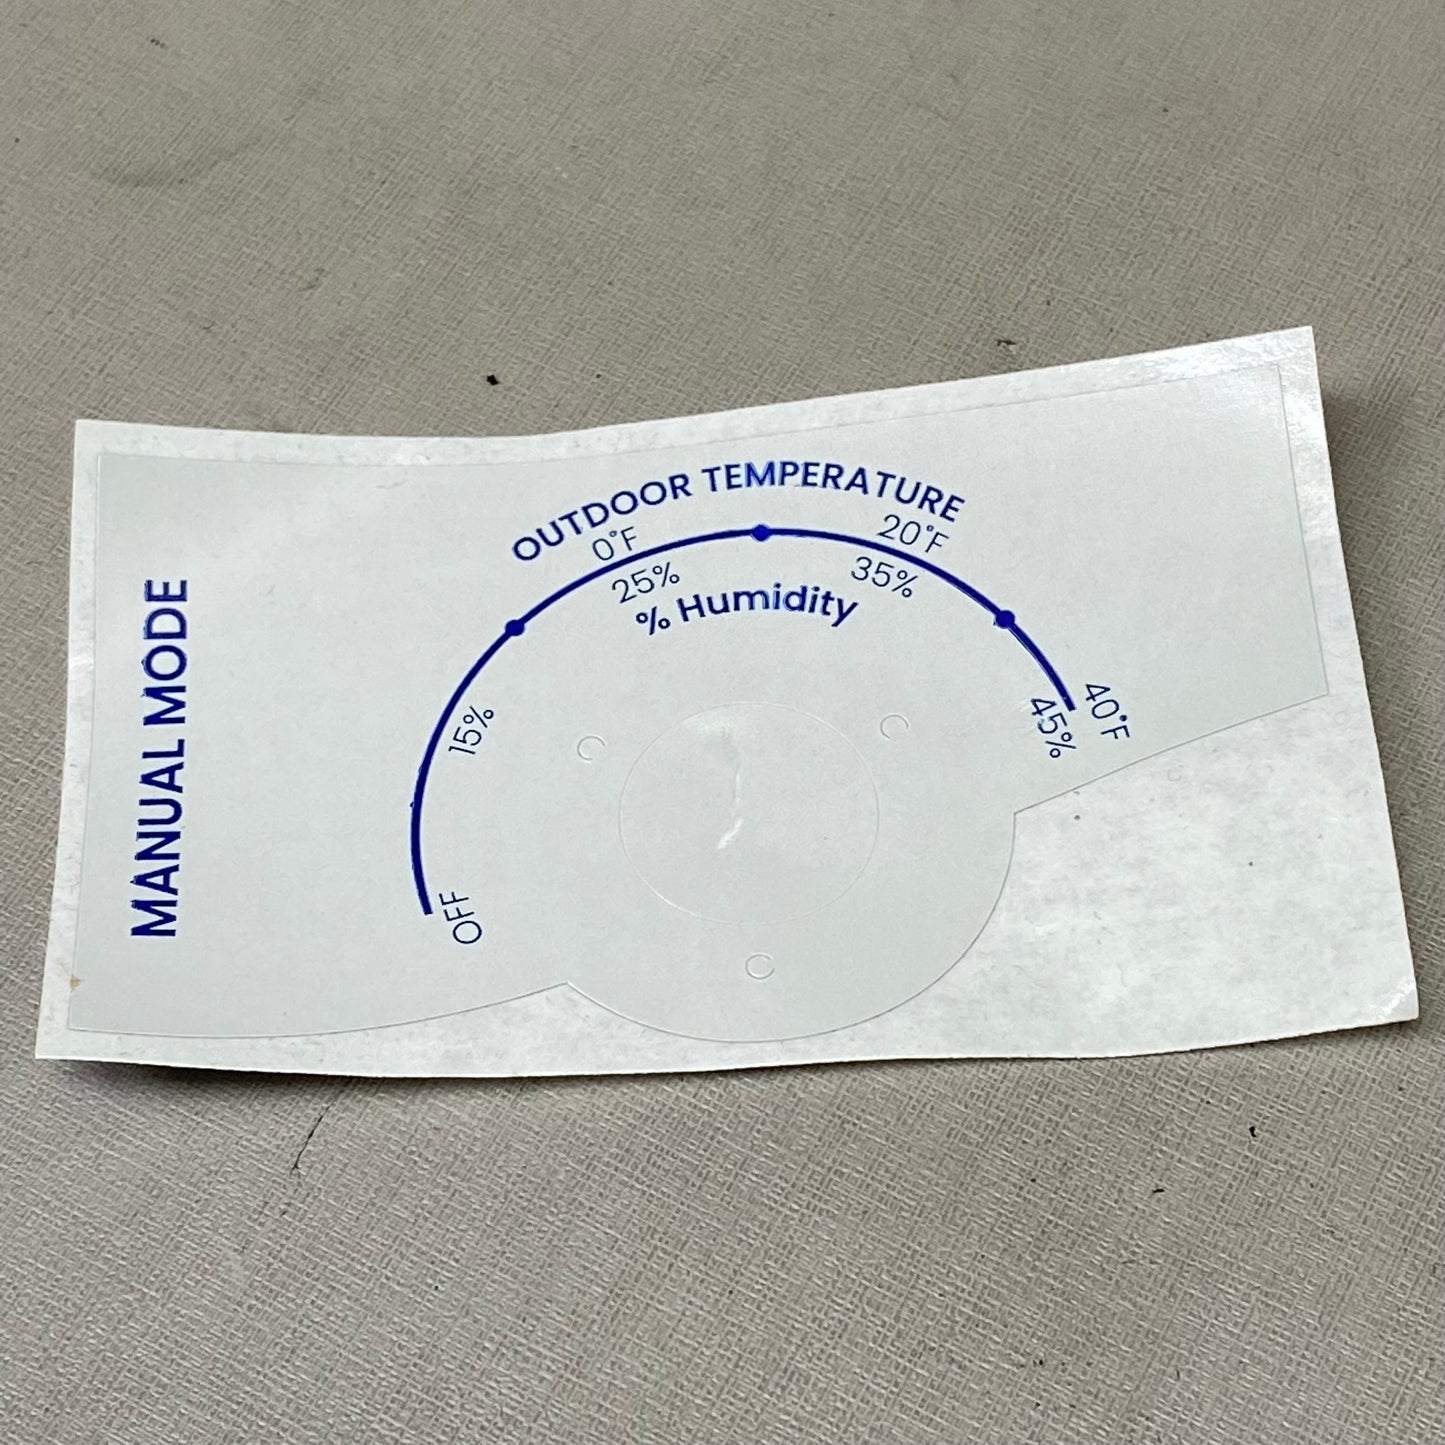 MANUAL MODE
OUTDOOR TEMPERATURE
0°F 20°F 40°F
OFF 15% 25% 35% 45%
% Humidity